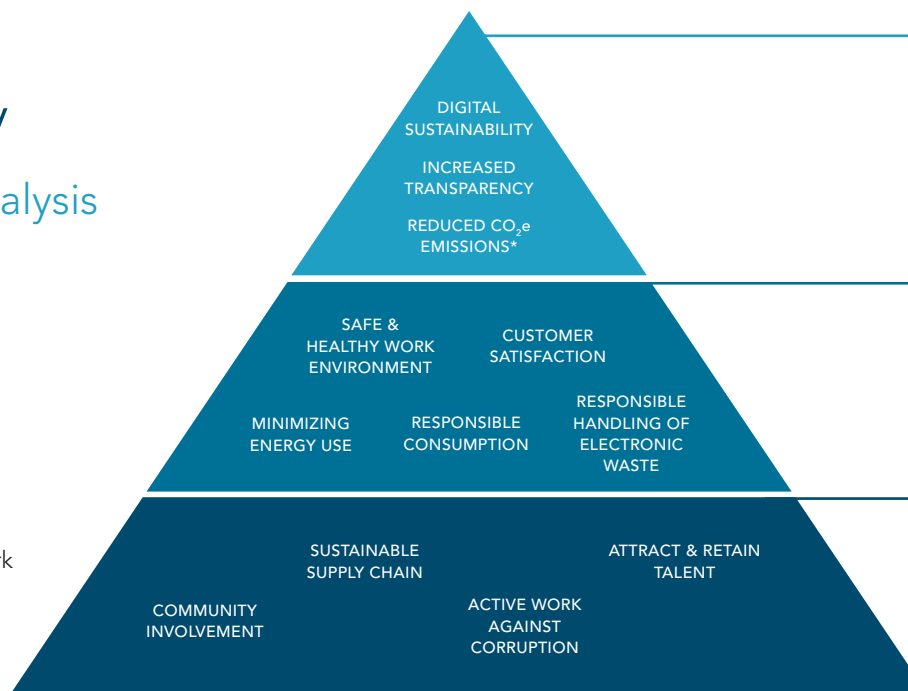 y
alysis
DIGITAL
SUSTAINABILITY
INCREASED
TRANSPARENCY
REDUCED CO₂e
EMISSIONS*
SAFE &
HEALTHY WORK
ENVIRONMENT
CUSTOMER
SATISFACTION
MINIMIZING
ENERGY USE
RESPONSIBLE
CONSUMPTION
RESPONSIBLE
HANDLING OF
ELECTRONIC
WASTE
rk
SUSTAINABLE
SUPPLY CHAIN
ATTRACT & RETAIN
TALENT
COMMUNITY
INVOLVEMENT
ACTIVE WORK
AGAINST
CORRUPTION